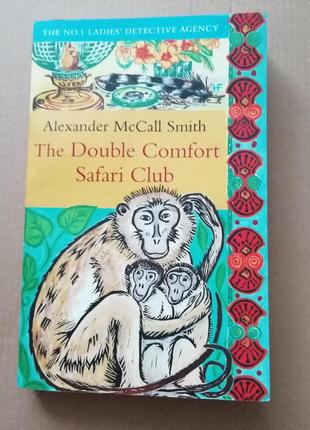 THE NO.1 LADIES' DETECTIVE AGENCY
Alexander McCall Smith
The Double Comfort
Safari Club